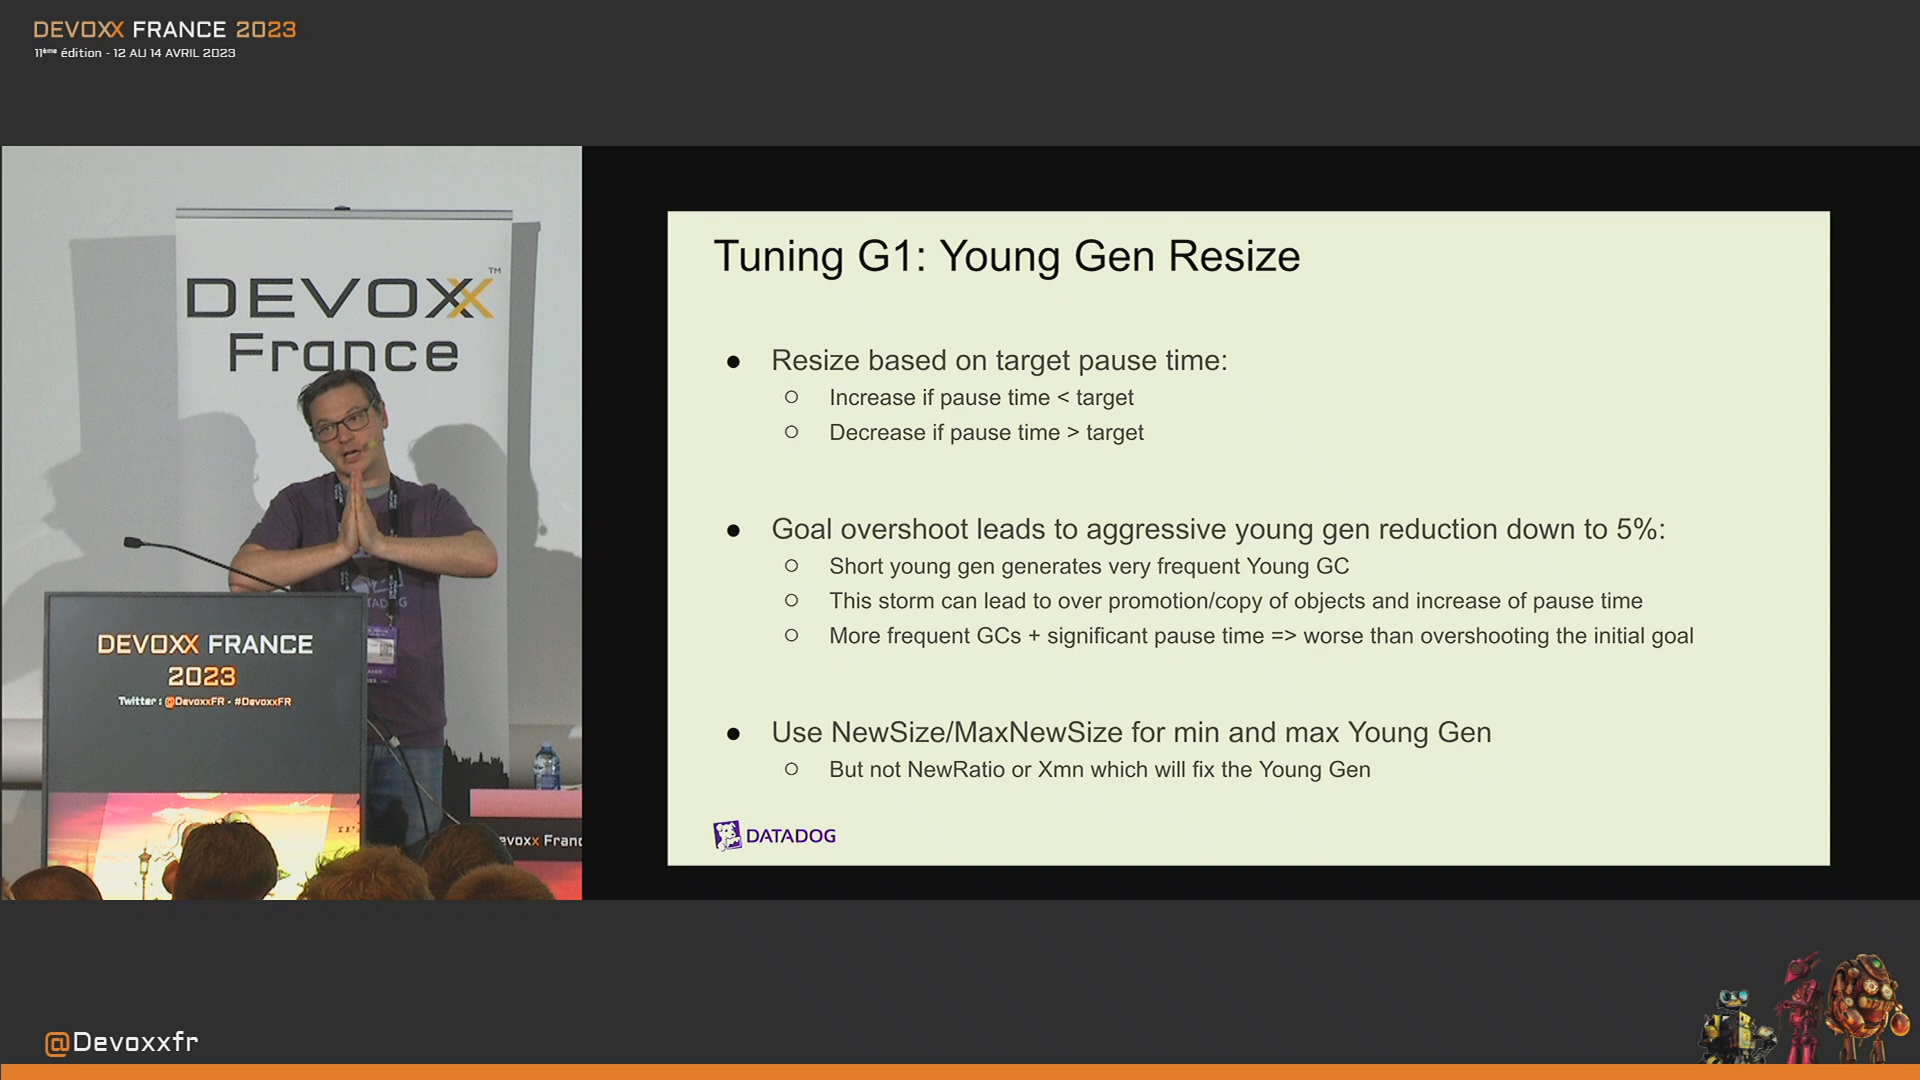 DEVOXX FRANCE 2023
11ème édition - 12 AU 14 AVRIL 2023
DEVOXX™
France
DEVOXX FRANCE
2023
Twitter : @DevoxxFR - #DevoxxFR
Tuning G1: Young Gen Resize
● Resize based on target pause time:
○ Increase if pause time < target
○ Decrease if pause time > target
● Goal overshoot leads to aggressive young gen reduction down to 5%:
○ Short young gen generates very frequent Young GC
○ This storm can lead to over promotion/copy of objects and increase of pause time
○ More frequent GCs + significant pause time => worse than overshooting the initial goal
● Use NewSize/MaxNewSize for min and max Young Gen
○ But not NewRatio or Xmn which will fix the Young Gen
DATADOG
@Devoxxfr